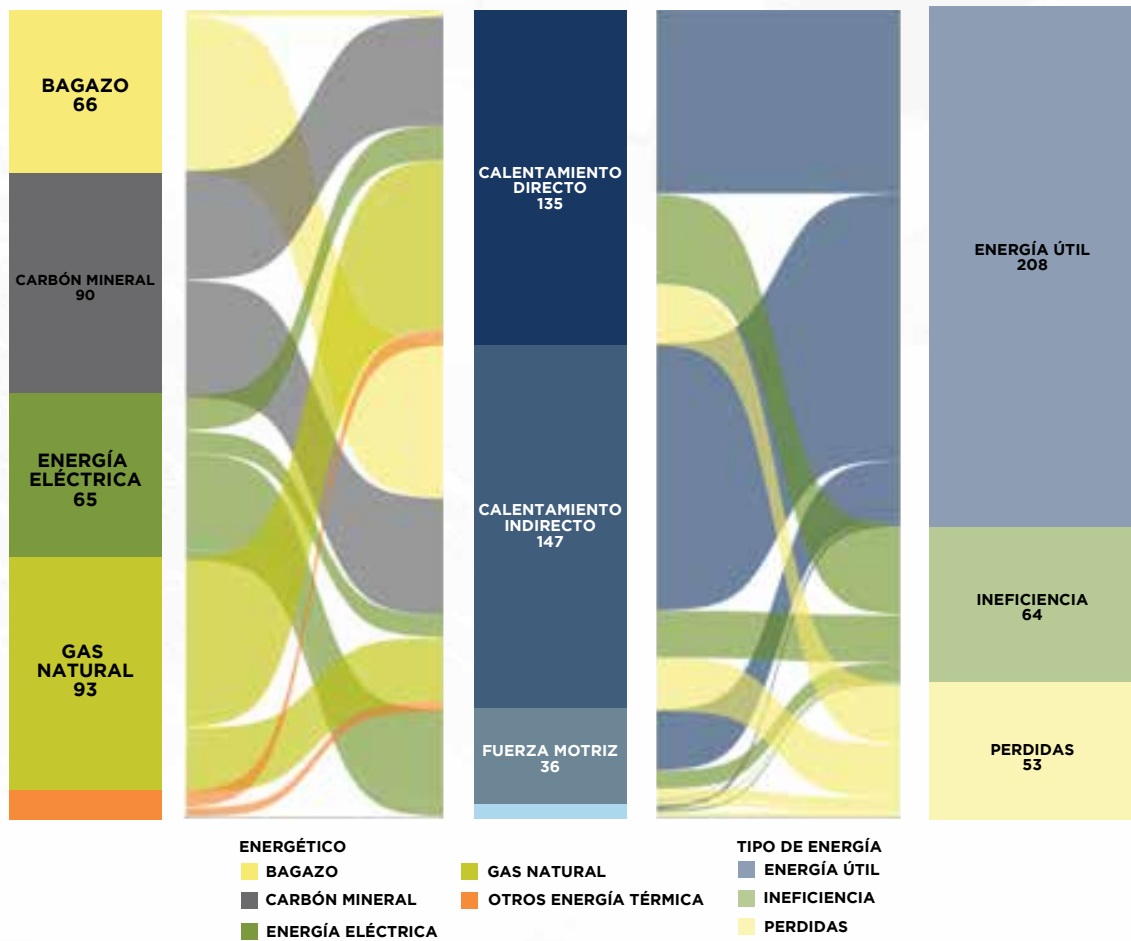 BAGAZO
66
CARBÓN MINERAL
90
ENERGÍA
ELÉCTRICA
65
GAS
NATURAL
93
CALENTAMIENTO
DIRECTO
135
CALENTAMIENTO
INDIRECTO
147
FUERZA MOTRIZ
36
ENERGÍA ÚTIL
208
INEFICIENCIA
64
PERDIDAS
53
ENERGÉTICO
BAGAZO
CARBÓN MINERAL
ENERGÍA ELÉCTRICA
GAS NATURAL
OTROS ENERGÍA TÉRMICA
TIPO DE ENERGÍA
ENERGÍA ÚTIL
INEFICIENCIA
PERDIDAS